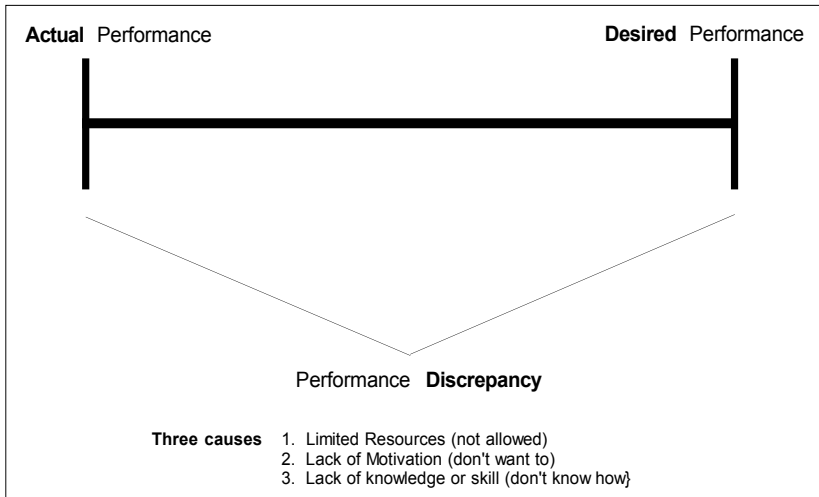 Actual Performance
Desired Performance
Performance Discrepancy
Three causes 1. Limited Resources (not allowed)
2. Lack of Motivation (don't want to)
3. Lack of knowledge or skill (don't know how}